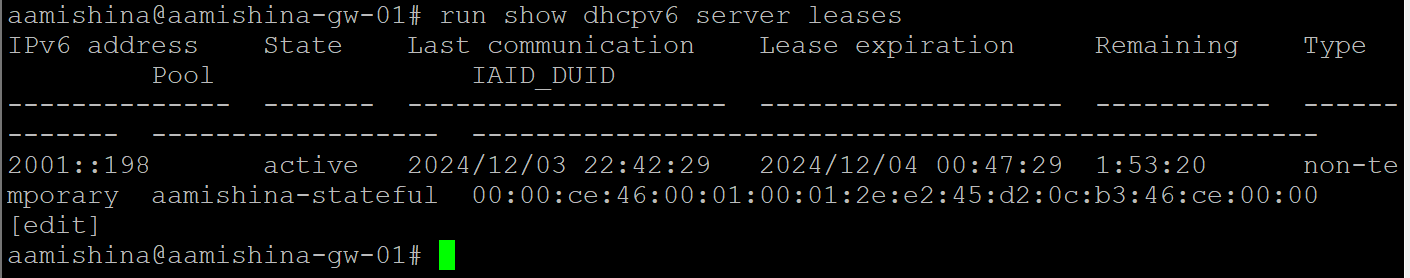 aamishina@aamishina-gw-01# run show dhcpv6 server leases
IPv6 address    State    Last communication    Lease expiration     Remaining    Type
         Pool                IAID_DUID
--------------  -------  --------------------  -------------------  -----------  ------
-------  ------------------  -----------------------------------------------------
2001::198       active   2024/12/03 22:42:29   2024/12/04 00:47:29  1:53:20      non-te
mporary  aamishina-stateful  00:00:ce:46:00:01:00:01:2e:e2:45:d2:0c:b3:46:ce:00:00
[edit]
aamishina@aamishina-gw-01#